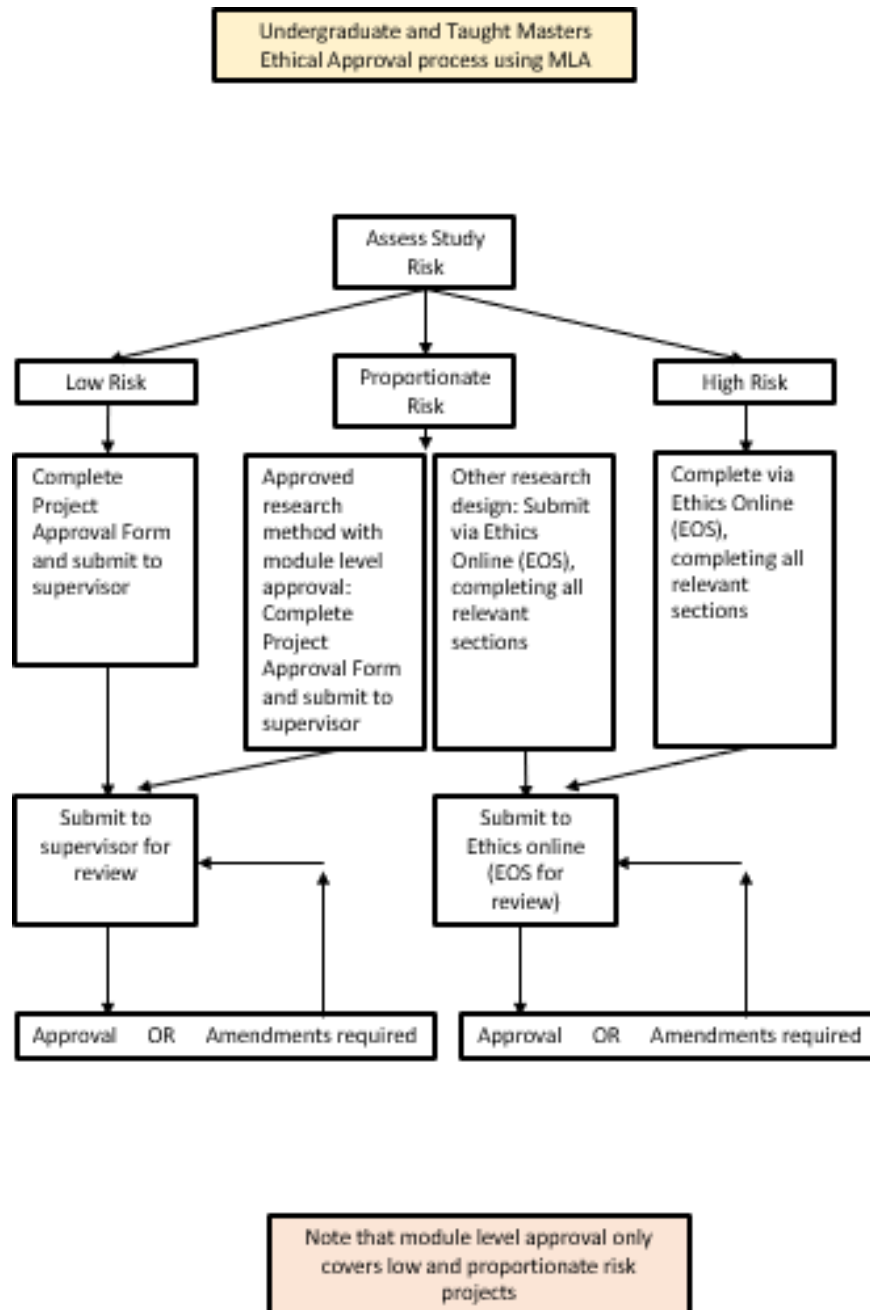 Undergraduate and Taught Masters
Ethical Approval process using MLA
Assess Study
Risk
Low Risk
Proportionate
Risk
High Risk
Complete
Project
Approval Form
and submit to
supervisor
Approved
research
method with
module level
approval:
Complete
Project
Approval Form
and submit to
supervisor
Other research
design: Submit
via Ethics
Online (EOS),
completing all
relevant
sections
Complete via
Ethics Online
(EOS),
completing all
relevant
sections
Submit to
supervisor for
review
Submit to
Ethics online
(EOS for
review)
Approval OR Amendments required
Approval OR Amendments required
Note that module level approval only
covers low and proportionate risk
projects